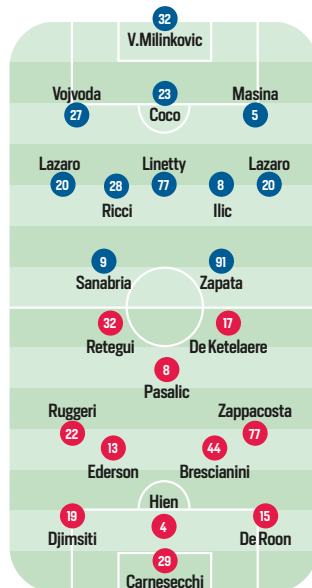 32
V.Milinkovic
Vojvoda
23
Masina
27
Coco
5
Lazaro
Linetty
Lazaro
20
28
77
8
20
Ricci
Ilic
9
91
Sanabria
Zapata
32
17
Retegui
De Ketelaere
8
Pasalic
Ruggeri
Zappacosta
22
77
13
44
Ederson
Brescianini
Hien
19
4
15
Djimsiti
De Roon
29
Carnesecchi